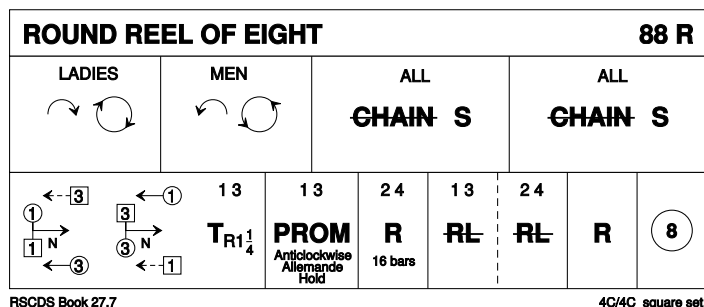 ROUND REEL OF EIGHT 88 R
LADIES MEN ALL ALL
CHAIN S CHAIN S
1 3 1 3 2 4 1 3 2 4
3 1
1 3
TR1 1/4 PROM R RL RL R 8
N N
1 3
Anticlockwise
Allemande
Hold
16 bars
3 1
RSCDS Book 27.7 4C/4C square set